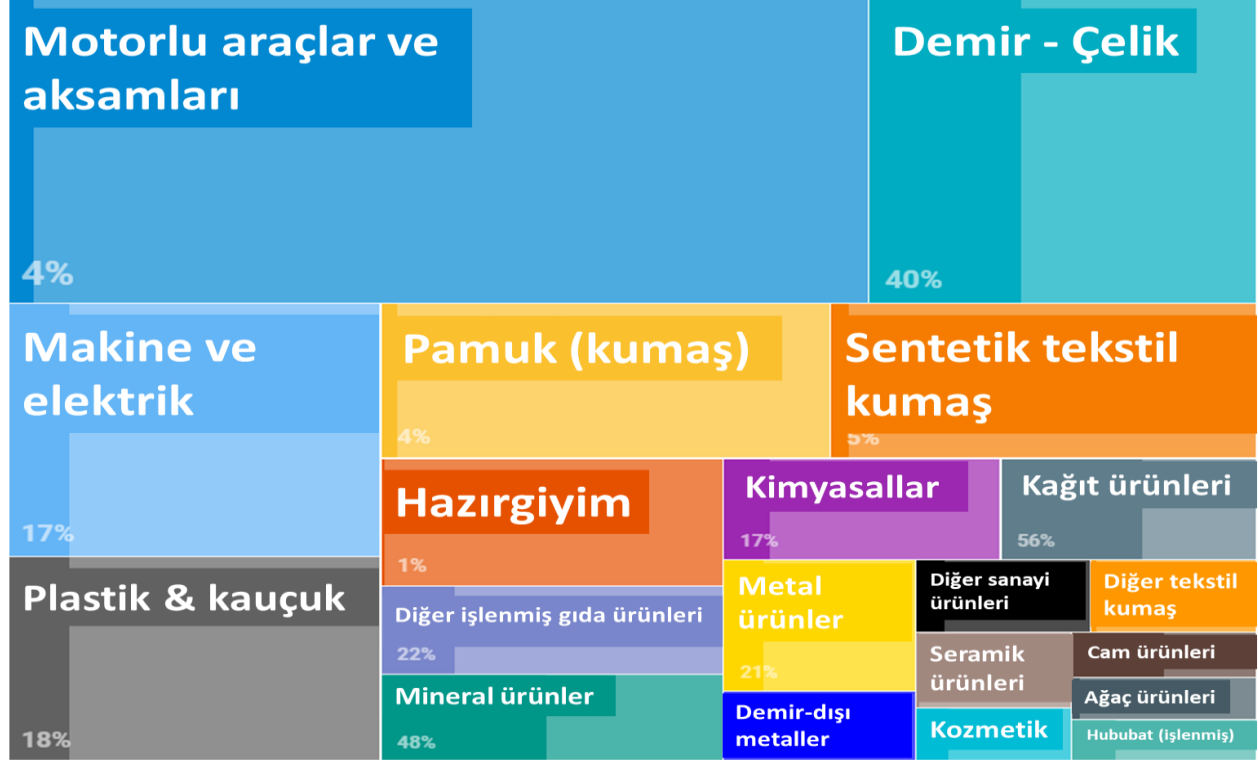 Motorlu araçlar ve
aksamları
4%
Demir - Çelik
40%
Makine ve
elektrik
17%
Pamuk (kumaş)
4%
Sentetik tekstil
kumaş
5%
Hazırgiyim
1%
Kimyasallar
17%
Kağıt ürünleri
56%
Plastik & kauçuk
18%
Diğer işlenmiş gıda ürünleri
22%
Mineral ürünler
48%
Metal
ürünler
21%
Demir-dışı
metaller
Diğer sanayi
ürünleri
Diğer tekstil
kumaş
Seramik
ürünleri
Cam ürünleri
Ağaç ürünleri
Kozmetik
Hububat (işlenmiş)